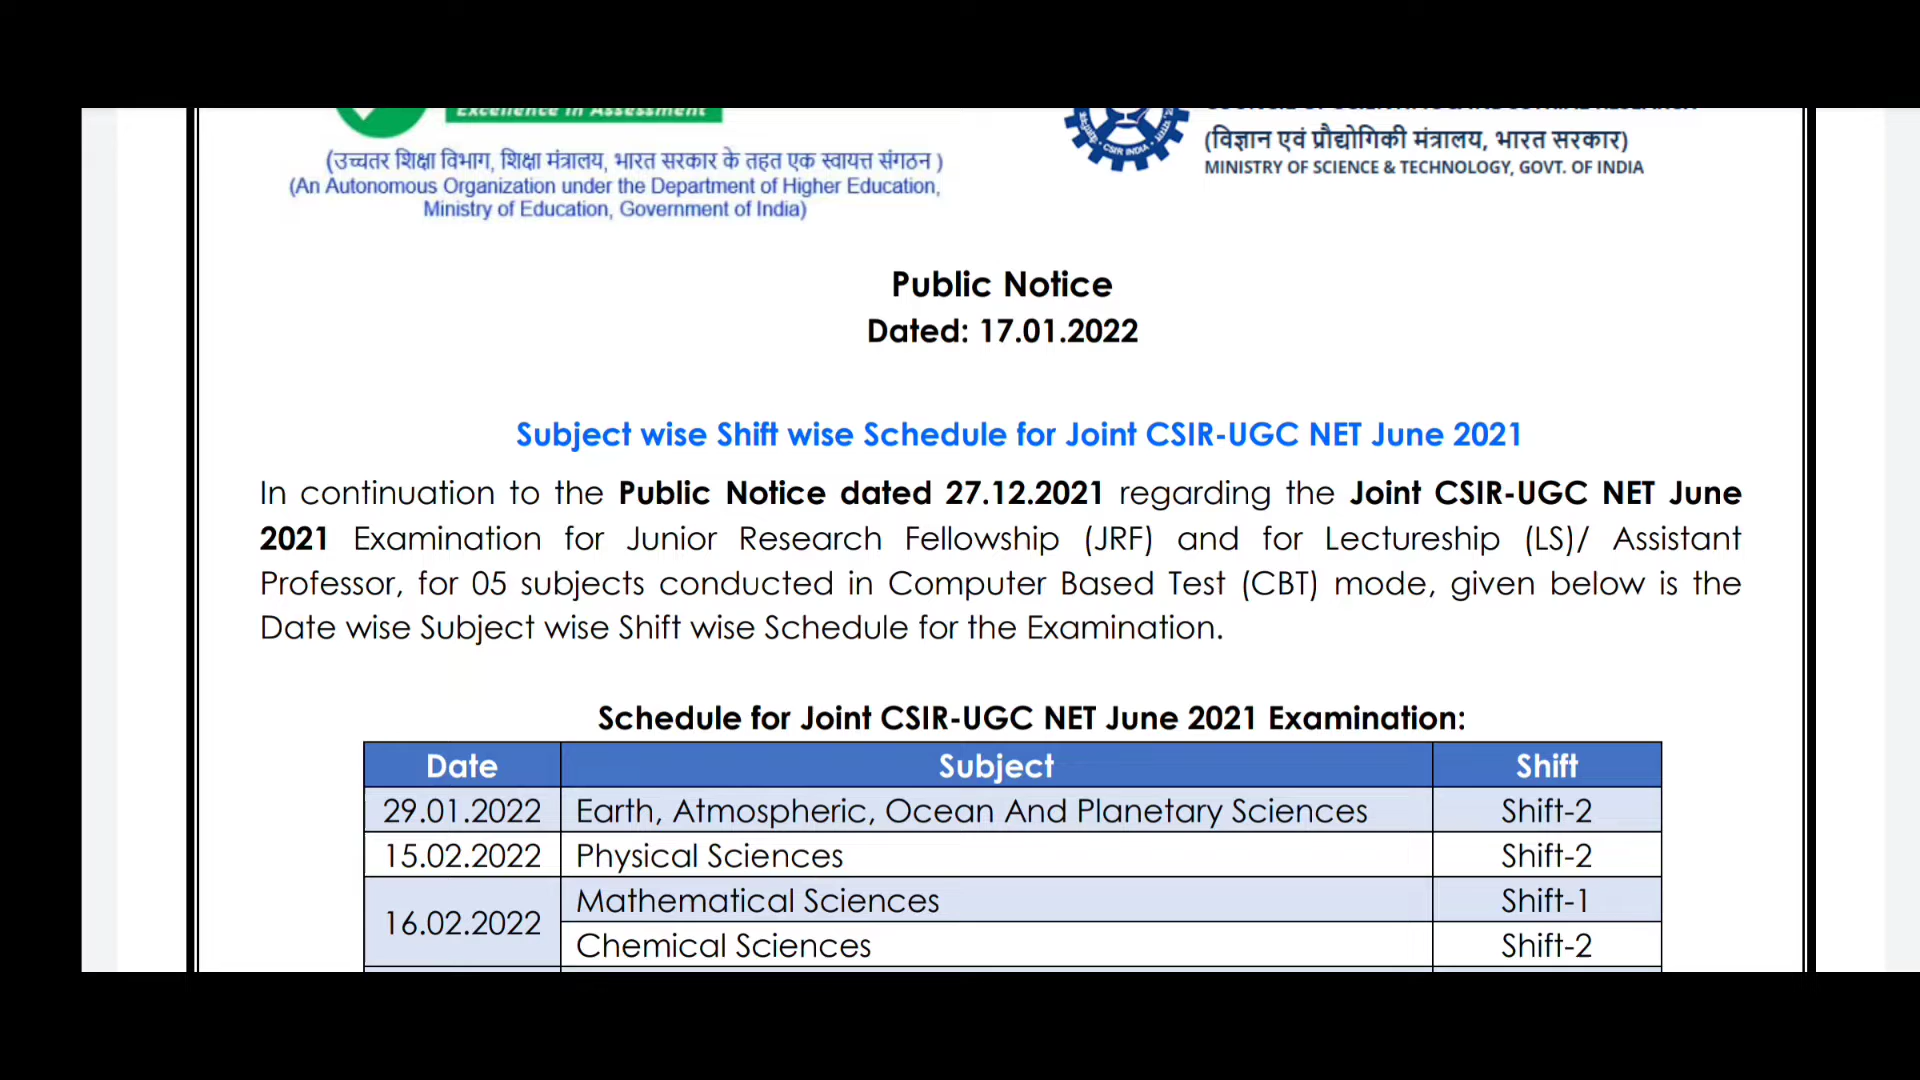 Excellence in Assessment
(उच्चतर शिक्षा विभाग, शिक्षा मंत्रालय, भारत सरकार के तहत एक स्वायत्त संगठन )
(An Autonomous Organization under the Department of Higher Education,
Ministry of Education, Government of India)
CSIR INDIA
(विज्ञान एवं प्रौद्योगिकी मंत्रालय, भारत सरकार)
MINISTRY OF SCIENCE & TECHNOLOGY, GOVT. OF INDIA
Public Notice
Dated: 17.01.2022
Subject wise Shift wise Schedule for Joint CSIR-UGC NET June 2021
In continuation to the Public Notice dated 27.12.2021 regarding the Joint CSIR-UGC NET June
2021 Examination for Junior Research Fellowship (JRF) and for Lectureship (LS)/ Assistant
Professor, for 05 subjects conducted in Computer Based Test (CBT) mode, given below is the
Date wise Subject wise Shift wise Schedule for the Examination.
Schedule for Joint CSIR-UGC NET June 2021 Examination:
Date Subject Shift
29.01.2022 Earth, Atmospheric, Ocean And Planetary Sciences Shift-2
15.02.2022 Physical Sciences Shift-2
16.02.2022 Mathematical Sciences Shift-1
Chemical Sciences Shift-2